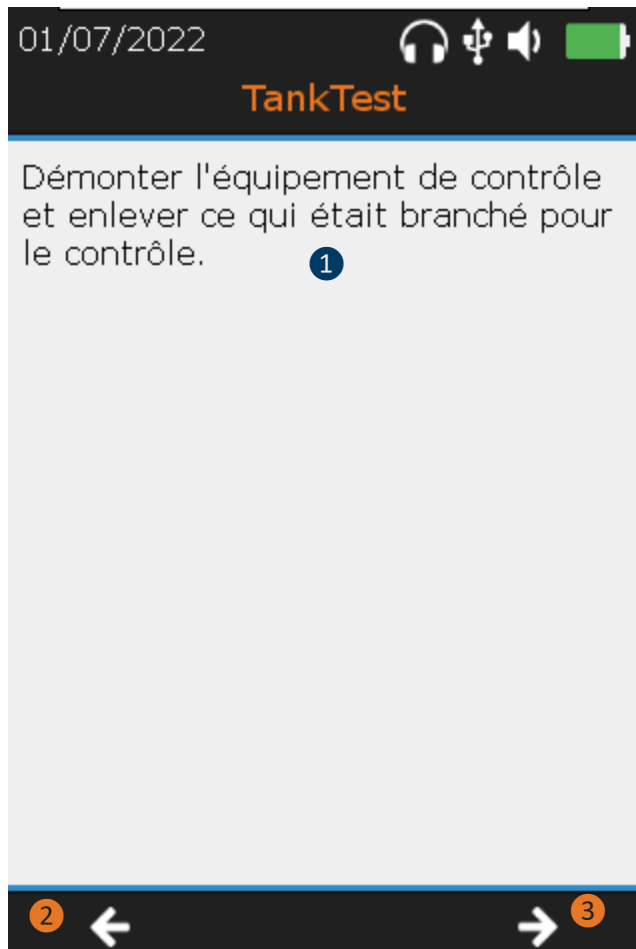 01/07/2022
TankTest
Démonter l'équipement de contrôle
et enlever ce qui était branché pour
le contrôle.
1
2
3